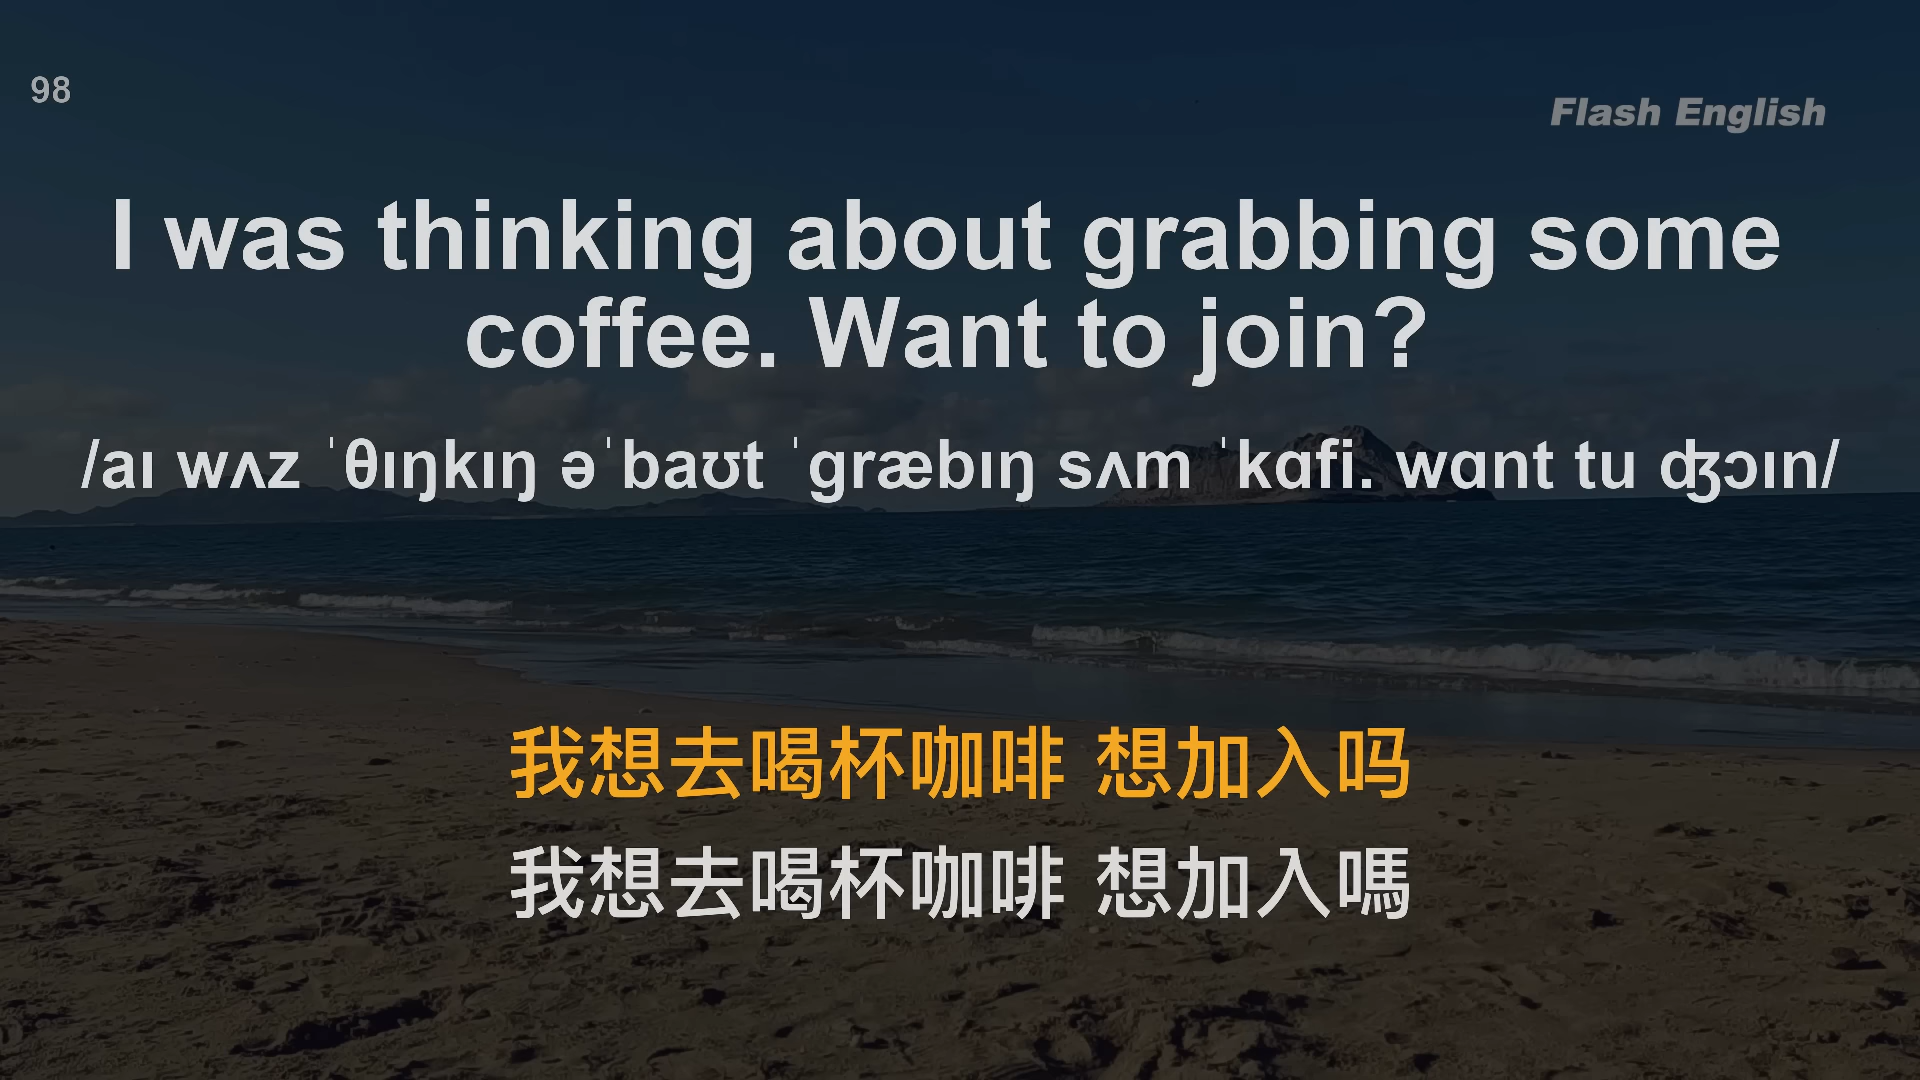 98
Flash English
I was thinking about grabbing some
coffee. Want to join?
/aɪ wʌz ˈθɪŋkɪŋ əˈbaʊt ˈɡræbɪŋ sʌm ˈkɑfi. wɑnt tu ʤɔɪn/
我想去喝杯咖啡 想加入吗
我想去喝杯咖啡 想加入嗎